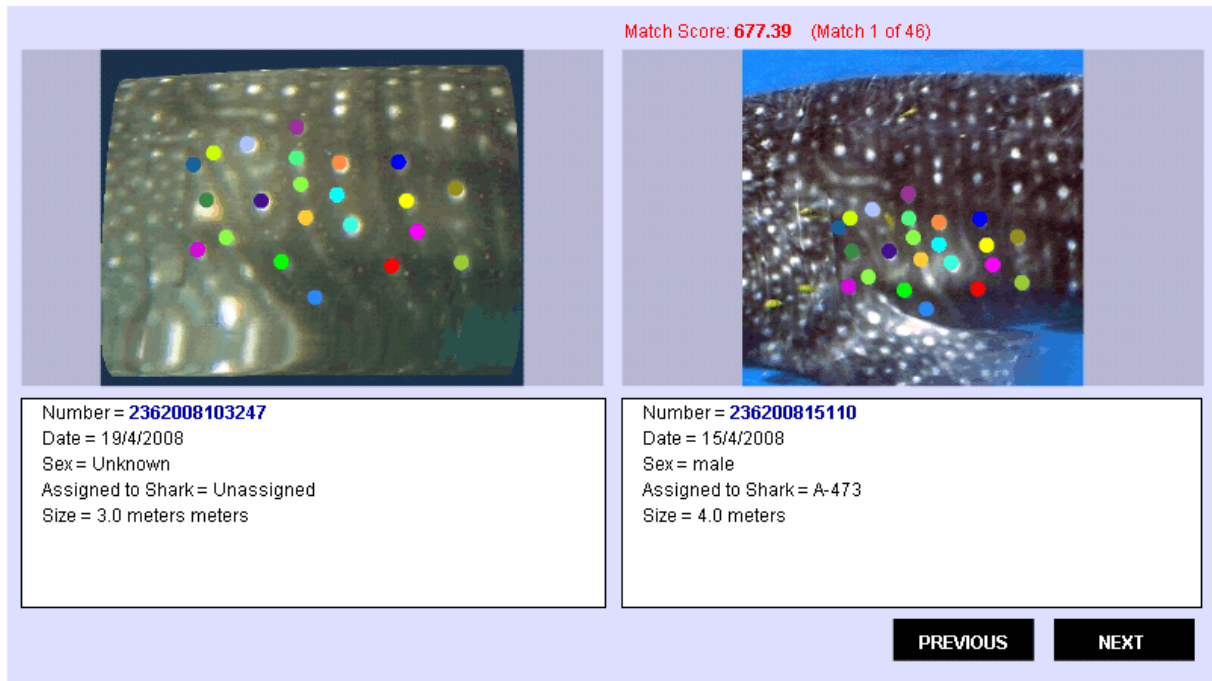 Match Score: 677.39 (Match 1 of 46)
Number = 2362008103247
Date = 19/4/2008
Sex = Unknown
Assigned to Shark = Unassigned
Size = 3.0 meters meters
Number = 236200815110
Date = 15/4/2008
Sex = male
Assigned to Shark = A-473
Size = 4.0 meters
PREVIOUS NEXT